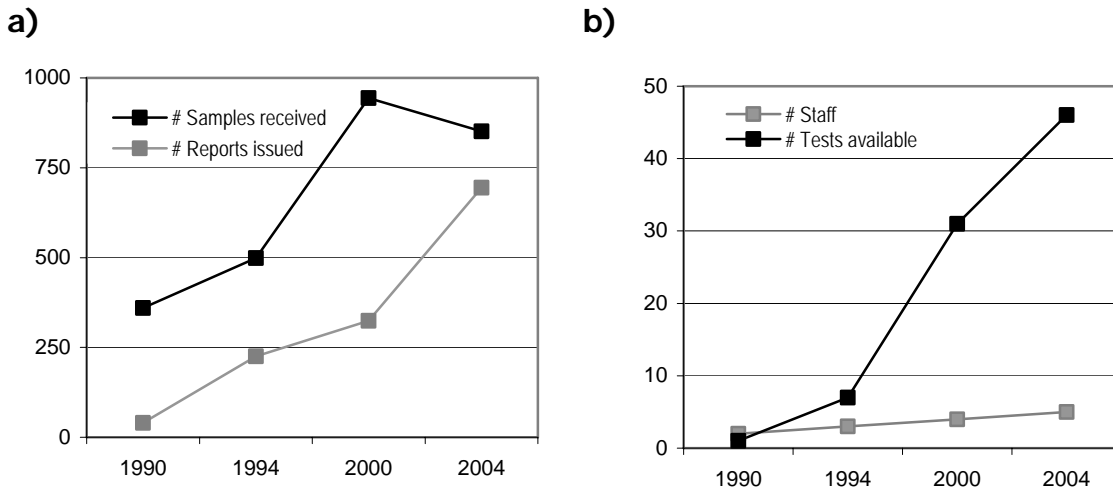 a)
1000
750
500
250
0
# Samples received
# Reports issued
1990 1994 2000 2004
b)
50
40
30
20
10
0
# Staff
# Tests available
1990 1994 2000 2004